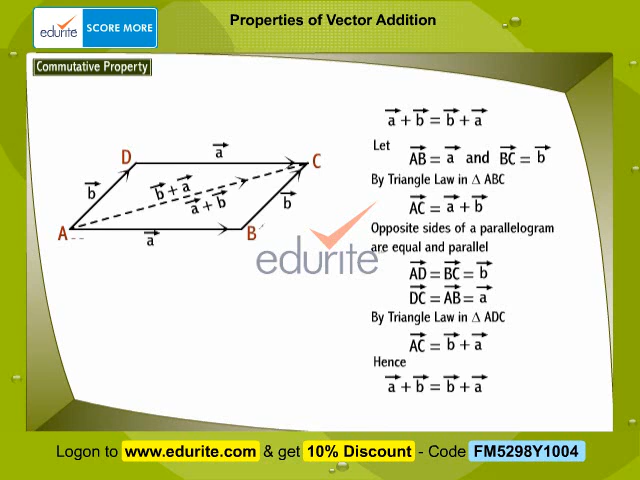 edurite SCORE MORE
Properties of Vector Addition
Commutative Property
D
a⃗
C
b⃗
b⃗ + a⃗
a⃗ + b⃗
b⃗
A
a⃗
B
edurite
a⃗ + b⃗ = b⃗ + a⃗
Let
AB⃗ = a⃗ and BC⃗ = b⃗
By Triangle Law in Δ ABC
AC⃗ = a⃗ + b⃗
Opposite sides of a parallelogram
are equal and parallel
AD⃗ = BC⃗ = b⃗
DC⃗ = AB⃗ = a⃗
By Triangle Law in Δ ADC
AC⃗ = b⃗ + a⃗
Hence
a⃗ + b⃗ = b⃗ + a⃗
Logon to www.edurite.com & get 10% Discount - Code FM5298Y1004